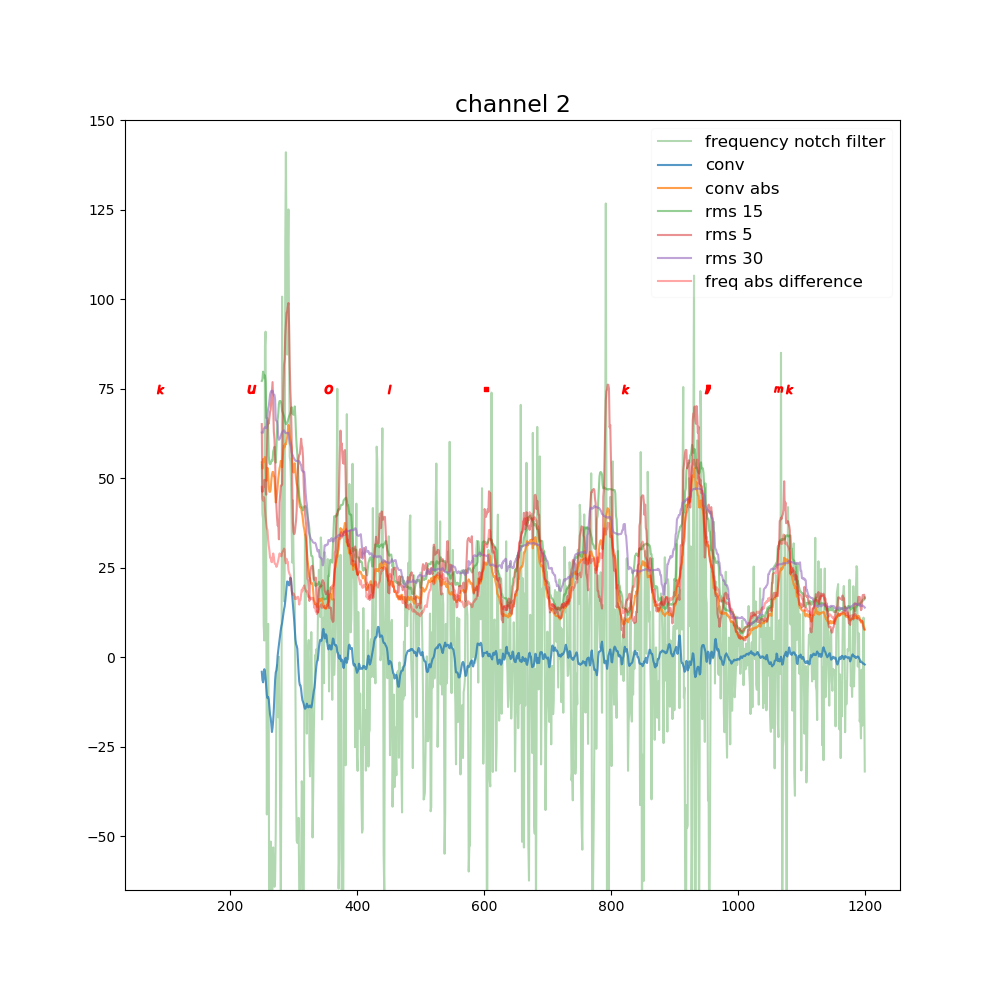 channel 2
150
125
100
75
50
25
0
−25
−50
frequency notch filter
conv
conv abs
rms 15
rms 5
rms 30
freq abs difference
k u o l k m k
200 400 600 800 1000 1200